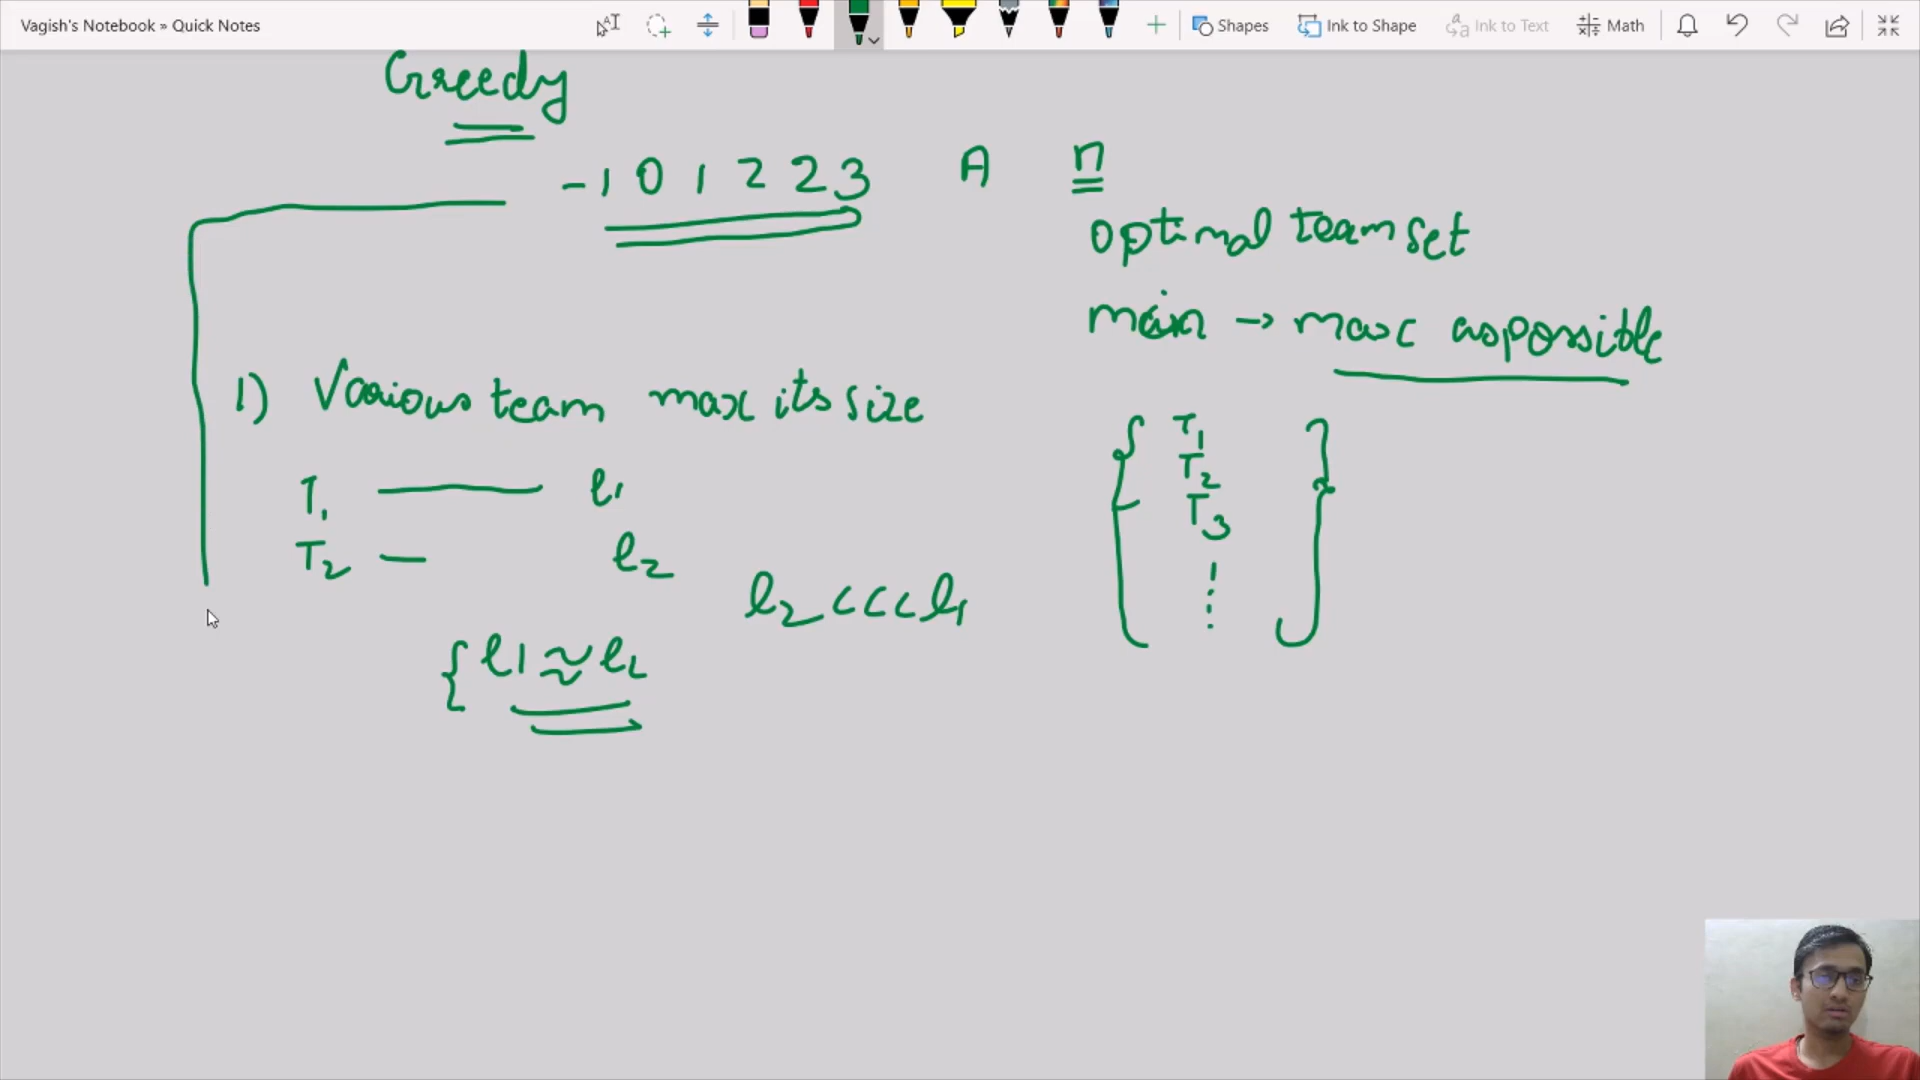 Vagish's Notebook » Quick Notes
Shapes
Ink to Shape
Ink to Text
Math
Greedy
-1 0 1 2 2 3 A n
optimal team set
min → max as possible
1) Various team max its size
T1 l1
T2 l2
l2 <<< l1
{ l1 ≈ l2
{ T1
T2
T3 }